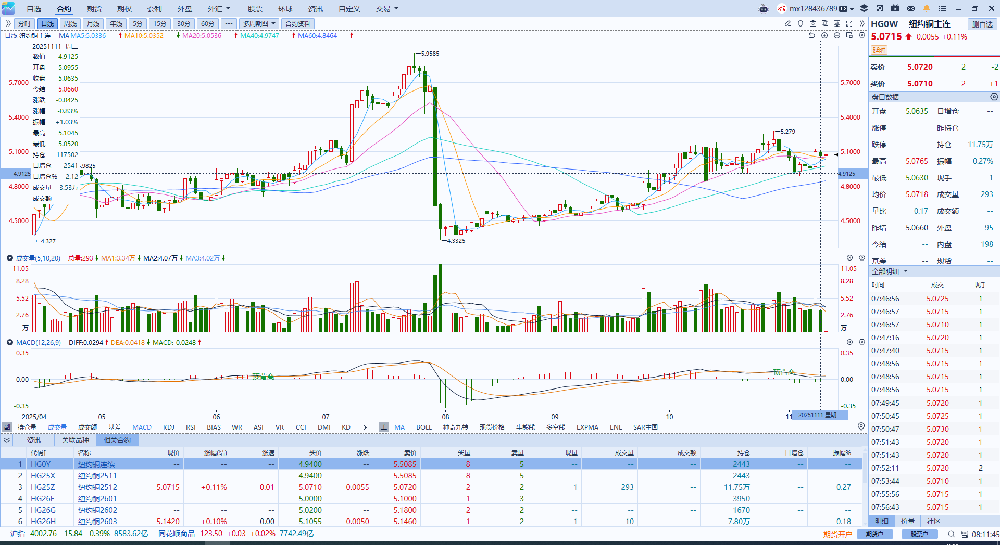 自选 合约 期货 期权 套利 外盘 外汇 股票 环球 资讯 自定义 交易 mx128436789 L2
分时 日线 周线 月线 年线 5分 15分 30分 60分 ••• 多周期图 合约资料
日线 纽约铜主连 MA MA5:5.0336 MA10:5.0352 MA20:5.0536 MA40:4.9747 MA60:4.8464
20251111 周二
数值 4.9125
开盘 5.0955
收盘 5.0635
今结 5.0660
涨跌 -0.0425
涨幅 -0.83%
振幅 +1.03%
最高 5.1045
最低 5.0520
持仓 117502
日增仓 -2541
日增仓% -2.12
成交量 3.53万
成交额 --
5.7000 5.7000
5.4000 5.4000
5.1000 5.1000
4.9125 4.9125
4.8000 4.8000
4.5000 4.5000
←5.9585
←5.279
.9825
←4.327
←4.3325
成交量(5,10,20) 总量:293 MA1:3.34万 MA2:4.07万 MA3:4.02万
11.05 11.05
8.28 8.28
5.52 5.52
2.76 2.76
万 万
MACD(12,26,9) DIFF:0.0294 DEA:0.0418 MACD:-0.0248
0.35 0.35
顶背离 顶背离
0.00 0.00
-0.35 -0.35
2025/04 05 06 07 08 09 10 11 20251111 星期二
副 持仓量 成交量 成交额 基差 MACD KDJ RSI BIAS WR ASI VR CCI DMI KD
主 MA BOLL 神奇九转 现货价格 牛熊线 多空线 EXPMA ENE SAR主图
资讯 关联品种 相关合约
代码↑ 名称 现价 涨幅(结) 涨速 买价 涨跌 卖价 买量 卖量 现量 成交量 成交额 持仓 日增仓 振幅%
1 HG0Y 纽约铜连续 -- -- -- 4.9400 -- 5.5085 8 5 -- -- -- 2443 -- --
2 HG25X 纽约铜2511 -- -- -- 4.9400 -- 5.5085 8 5 -- -- -- 2443 -- --
3 HG25Z 纽约铜2512 5.0715 +0.11% 0.01 5.0710 0.0055 5.0720 2 2 1 293 -- 11.75万 -- 0.27
4 HG26F 纽约铜2601 -- -- -- 5.0000 -- 5.1000 1 3 -- -- -- 3950 -- --
5 HG26G 纽约铜2602 -- -- -- 5.0200 -- 5.1800 2 2 -- -- -- 1670 -- --
6 HG26H 纽约铜2603 5.1420 +0.10% 0.00 5.1055 0.0050 5.1460 1 2 1 10 -- 7.80万 -- 0.18
HG0W 纽约铜主连 删自选
5.0715 0.0055 +0.11%
延时
卖价 5.0720 2 -2
买价 5.0710 2 +1
盘口数据
开盘 5.0635 日增仓 --
涨停 -- 昨持仓 --
跌停 -- 持仓 11.75万
最高 5.0765 振幅 0.27%
最低 5.0630 现手 1
均价 5.0718 成交量 293
量比 0.17 成交额 --
昨结 5.0660 外盘 95
今结 -- 内盘 198
基差 -- 现货 --
全部明细
时间 成交 现手
07:46:56 5.0725 1
07:46:57 5.0715 1
07:46:57 5.0710 1
07:47:16 5.0720 1
07:47:40 5.0715 1
07:48:56 5.0715 1
07:48:56 5.0715 1
07:48:56 5.0715 1
07:49:45 5.0720 1
07:50:45 5.0725 1
07:50:47 5.0730 1
07:51:43 5.0720 1
07:51:43 5.0720 1
07:52:11 5.0720 2
07:53:44 5.0710 1
07:55:56 5.0715 1
07:56:43 5.0715 1
明细 价量 社区
沪指 4002.76 -15.84 -0.39% 8583.62亿 同花顺商品 123.50 +0.03 +0.02% 7742.49亿 期货开户 期货户 股票户 08:11:45